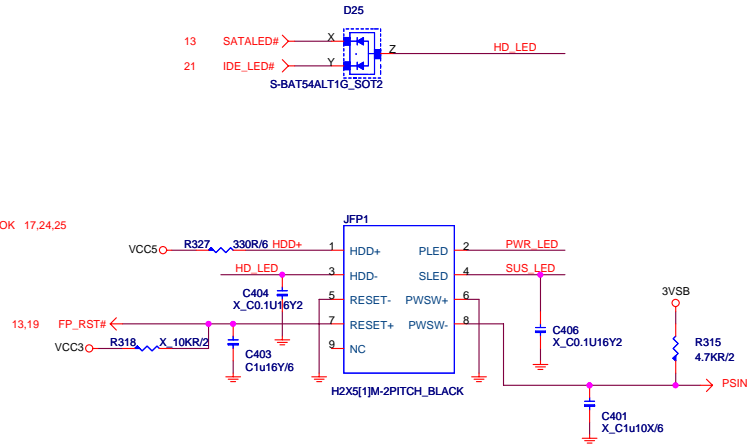 D25
13 SATALED# X
Z HD_LED
21 IDE_LED# Y
S-BAT54ALT1G_SOT2
OK 17,24,25
JFP1
VCC5 R327 330R/6 HDD+ 1 HDD+ PLED 2 PWR_LED
HD_LED 3 HDD- SLED 4 SUS_LED
C404
X_C0.1U16Y2
5 RESET- PWSW+ 6
3VSB
13,19 FP_RST# 7 RESET+ PWSW- 8
C406
X_C0.1U16Y2
VCC3 R318 X_10KR/2
9 NC
R315
4.7KR/2
C403
C1u16Y/6
H2X5[1]M-2PITCH_BLACK
PSIN
C401
X_C1u10X/6